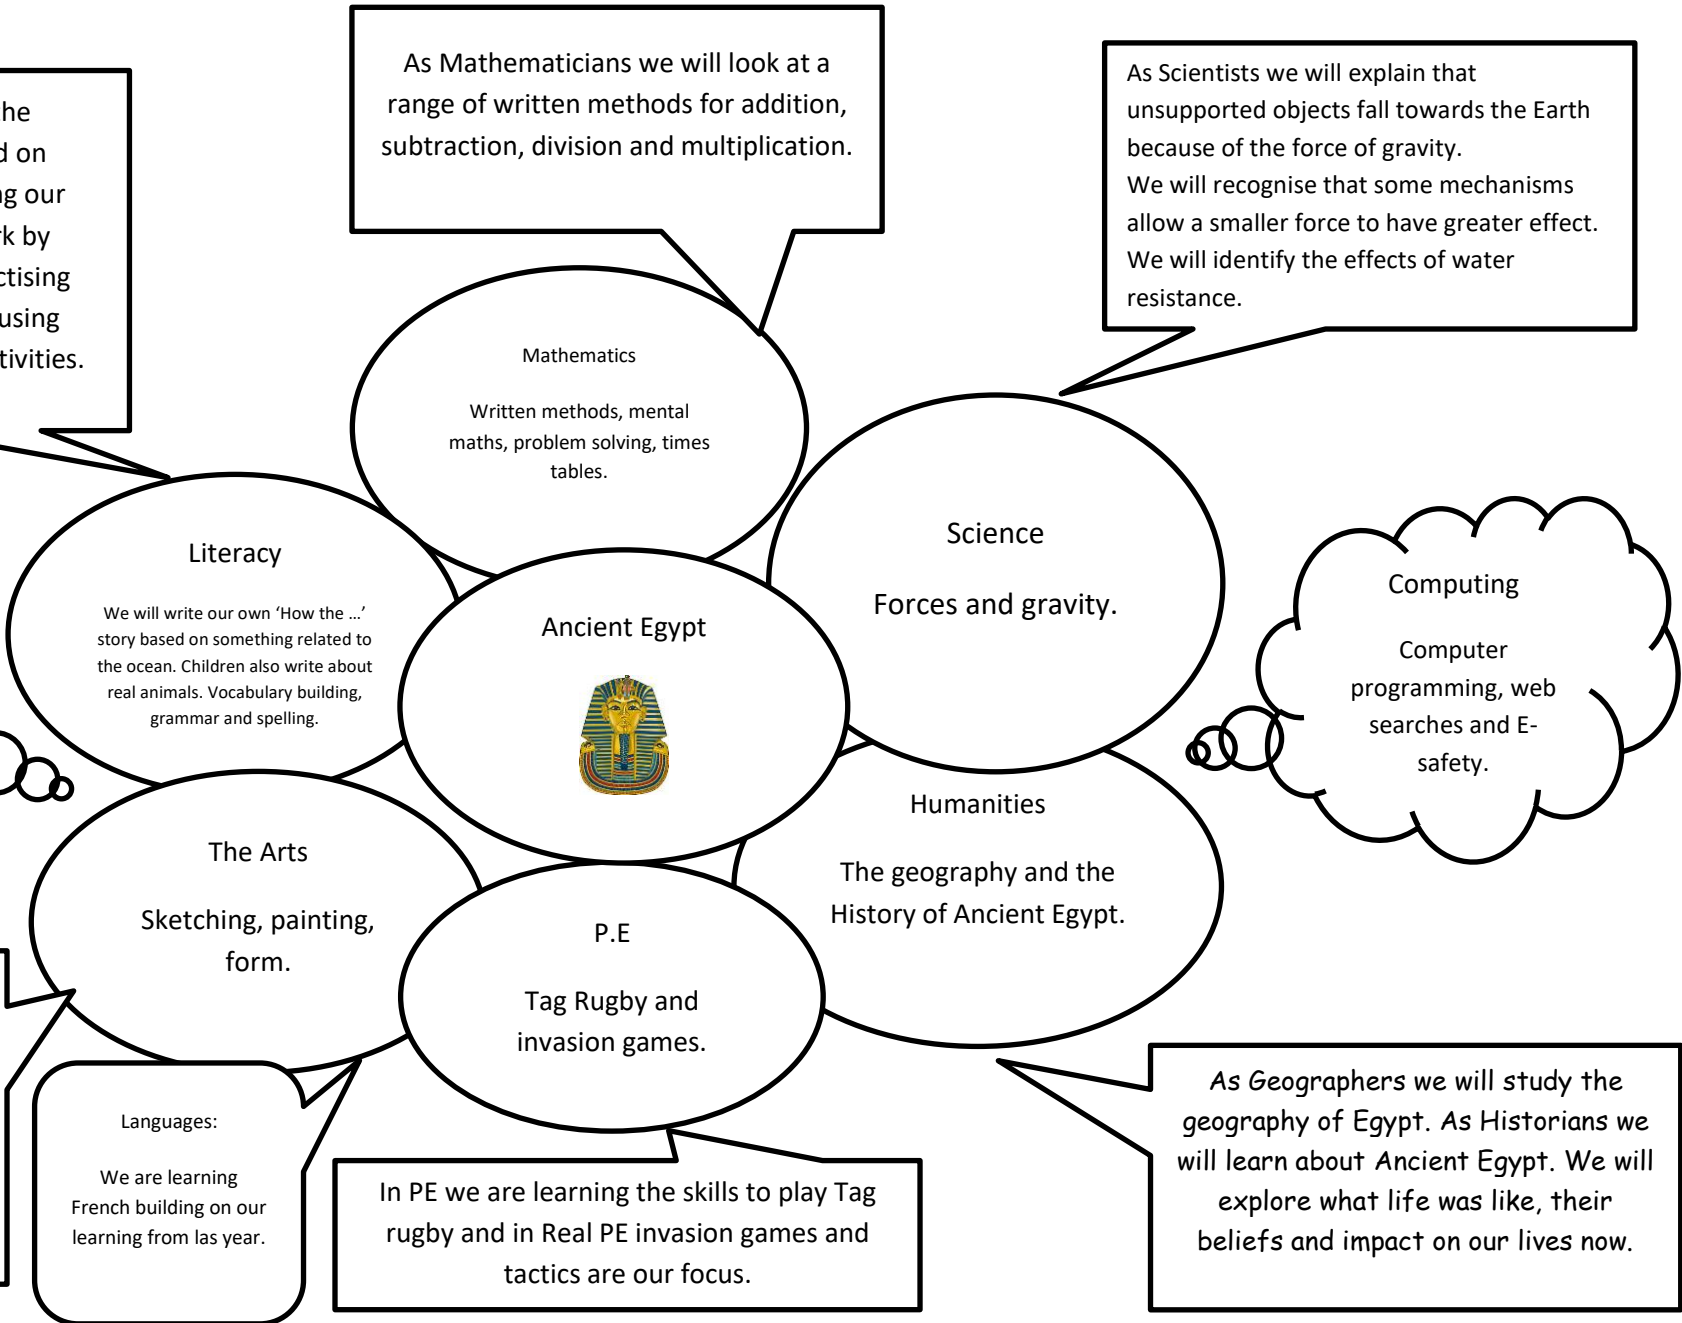 As Mathematicians we will look at a
range of written methods for addition,
subtraction, division and multiplication.
As Scientists we will explain that
unsupported objects fall towards the Earth
because of the force of gravity.
We will recognise that some mechanisms
allow a smaller force to have greater effect.
We will identify the effects of water
resistance.
the
on
our
by
using
Mathematics
Written methods, mental
maths, problem solving, times
tables.
Literacy
We will write our own ‘How the …’
story based on something related to
the ocean. Children also write about
real animals. Vocabulary building,
grammar and spelling.
Ancient Egypt
Science
Forces and gravity.
Computing
Computer
programming, web
searches and E-
safety.
The Arts
Sketching, painting,
form.
P.E
Tag Rugby and
invasion games.
Humanities
The geography and the
History of Ancient Egypt.
Languages:
We are learning
French building on our
learning from las year.
In PE we are learning the skills to play Tag
rugby and in Real PE invasion games and
tactics are our focus.
As Geographers we will study the
geography of Egypt. As Historians we
will learn about Ancient Egypt. We will
explore what life was like, their
beliefs and impact on our lives now.